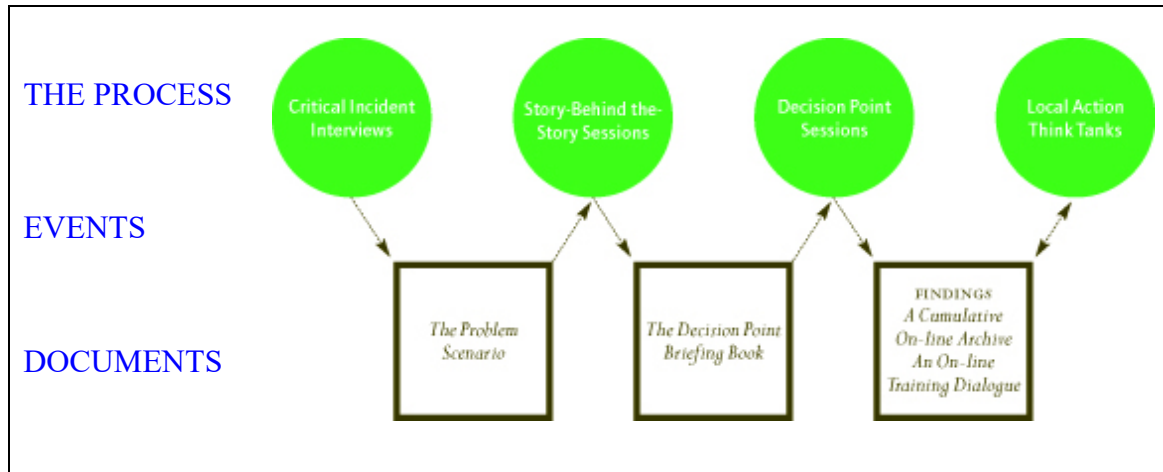 THE PROCESS
Critical Incident
Interviews
Story-Behind the-
Story Sessions
Decision Point
Sessions
Local Action
Think Tanks
EVENTS
DOCUMENTS
The Problem
Scenario
The Decision Point
Briefing Book
FINDINGS
A Cumulative
On-line Archive
An On-line
Training Dialogue